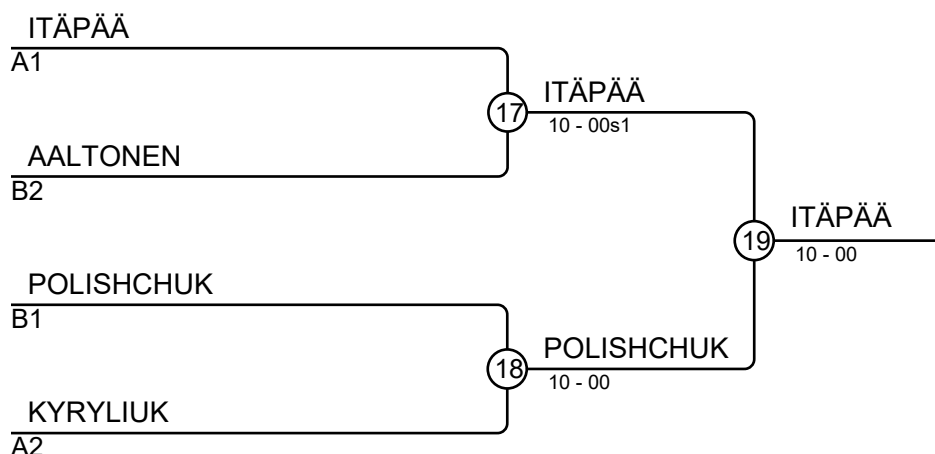 ITÄPÄÄ
A1
17
ITÄPÄÄ
10 - 00s1
AALTONEN
B2
19
ITÄPÄÄ
10 - 00
POLISHCHUK
B1
18
POLISHCHUK
10 - 00
KYRYLIUK
A2